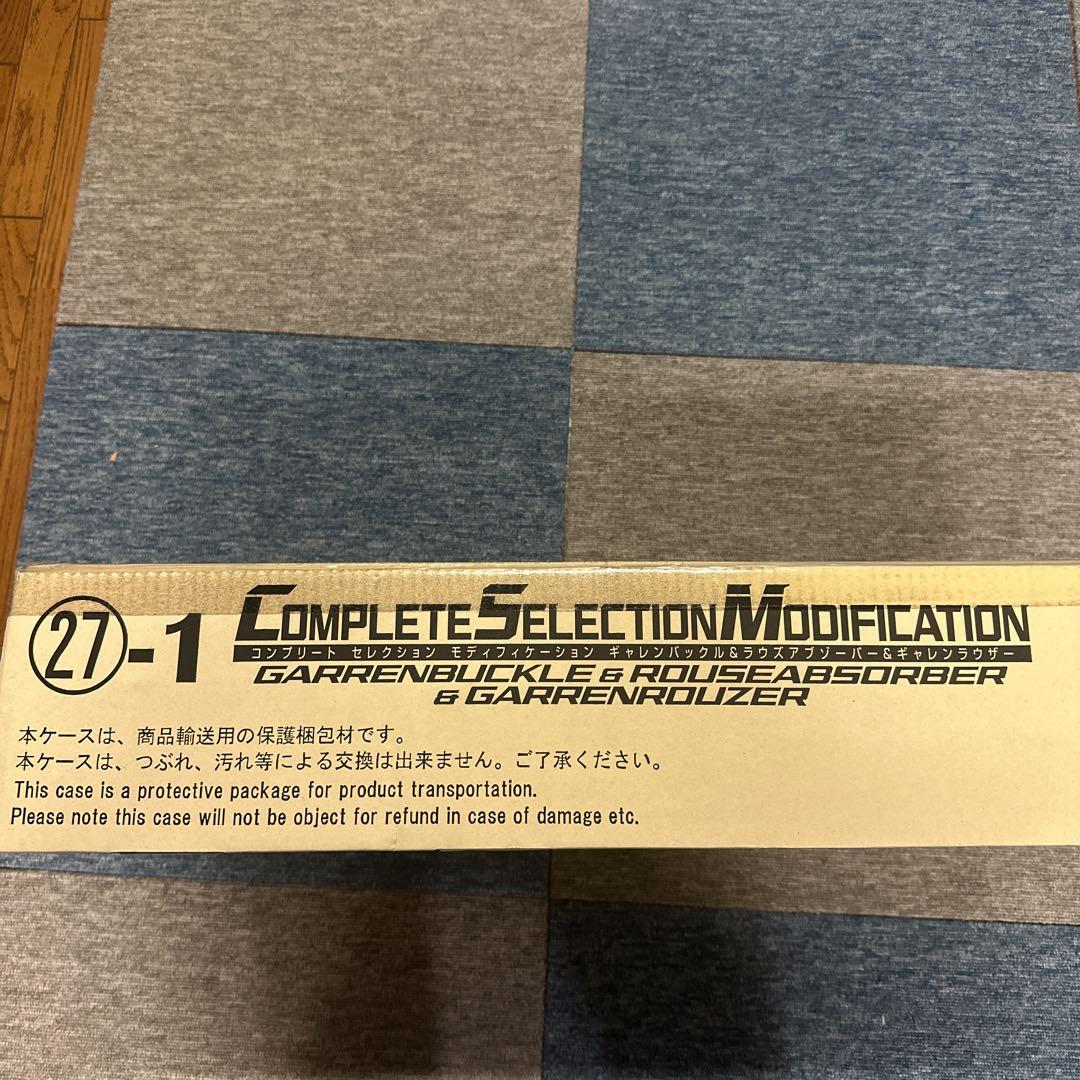 ㉗-1
COMPLETE SELECTION MODIFICATION
コンプリート セレクション モディフィケーション ギャレンバックル&ラウズアブゾーバー&ギャレンラウザー
GARRENBUCKLE & ROUSEABSORBER
& GARRENROUZER
本ケースは、商品輸送用の保護梱包材です。
本ケースは、つぶれ、汚れ等による交換は出来ません。ご了承ください。
This case is a protective package for product transportation.
Please note this case will not be object for refund in case of damage etc.